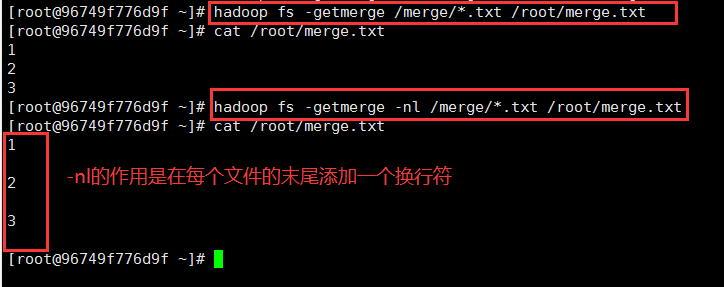 [root@96749f776d9f ~]# hadoop fs -getmerge /merge/*.txt /root/merge.txt
[root@96749f776d9f ~]# cat /root/merge.txt
1
2
3
[root@96749f776d9f ~]# hadoop fs -getmerge -nl /merge/*.txt /root/merge.txt
[root@96749f776d9f ~]# cat /root/merge.txt
1
2
-nl的作用是在每个文件的末尾添加一个换行符
3
[root@96749f776d9f ~]#